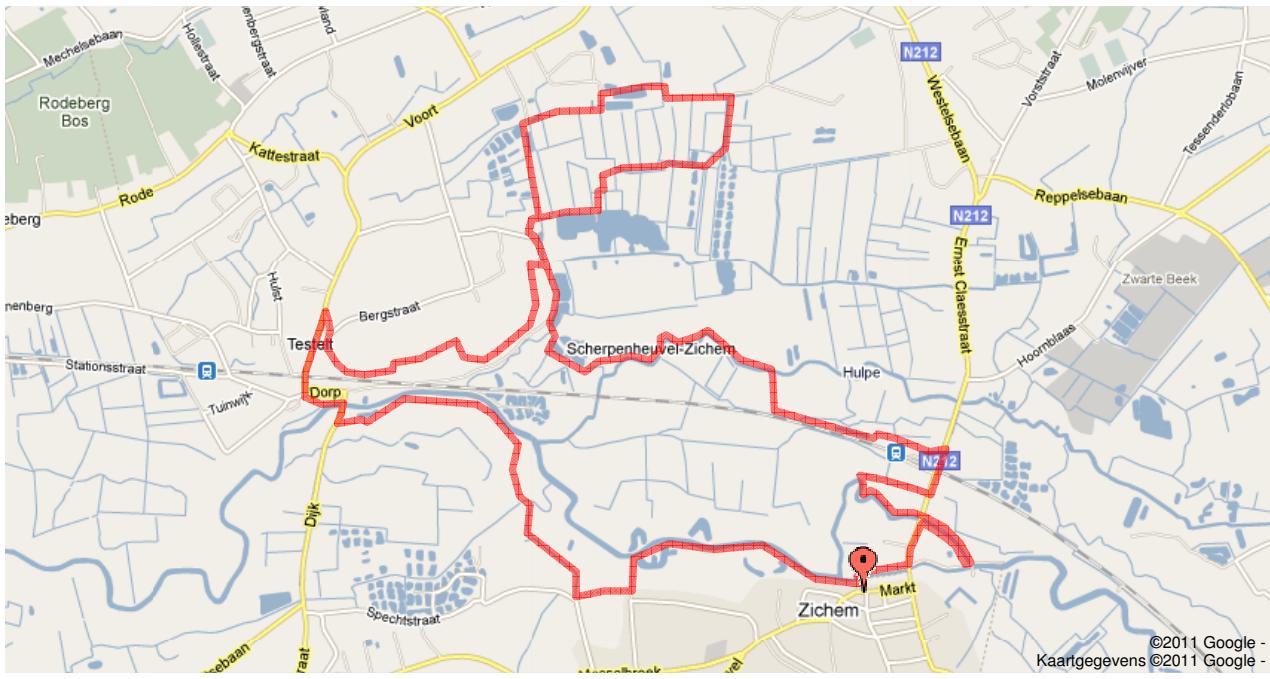 Mechelsebaan
Hollestraat
N212
Vorststraat
Molenvijver
Rodeberg
Bos
Voort
Westelsebaan
Tessenderlobaan
Kattestraat
Rode
Reppelsebaan
N212
Ernest Claesstraat
Zwarte Beek
Hulst
Bergstraat
Testelt
Stationsstraat
Scherpenheuvel-Zichem
Hoornblaas
Hulpe
Tuinwijk
Dorp
N212
Dijk
Markt
Zichem
Spechtstraat
©2011 Google -
Kaartgegevens ©2011 Google -